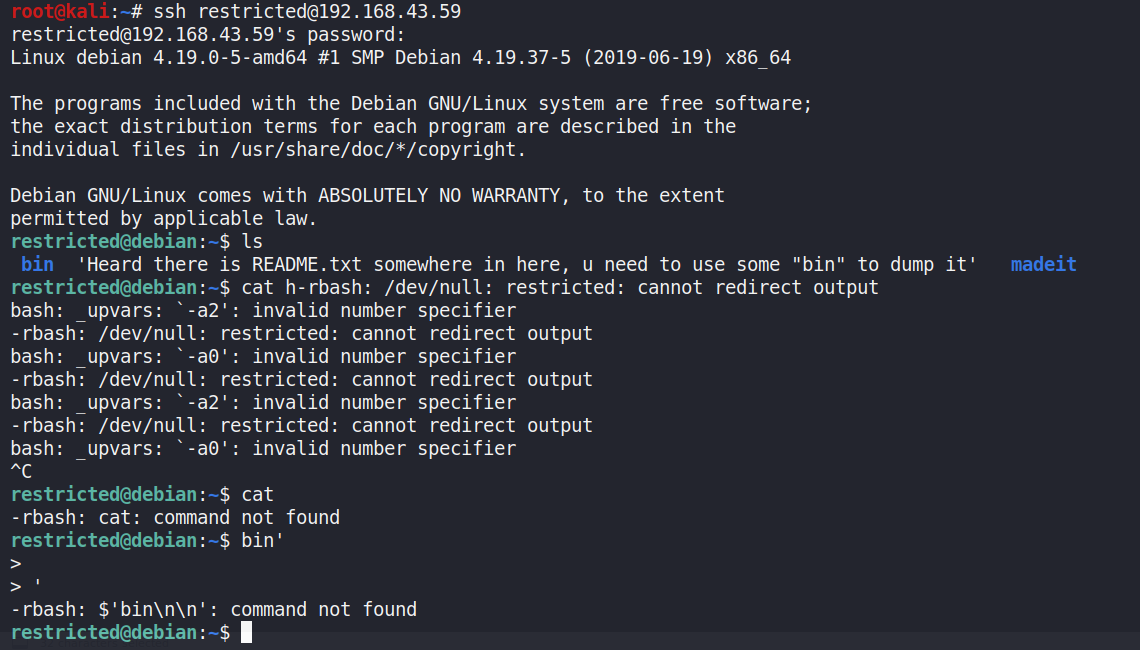 root@kali:~# ssh restricted@192.168.43.59
restricted@192.168.43.59's password:
Linux debian 4.19.0-5-amd64 #1 SMP Debian 4.19.37-5 (2019-06-19) x86_64

The programs included with the Debian GNU/Linux system are free software;
the exact distribution terms for each program are described in the
individual files in /usr/share/doc/*/copyright.

Debian GNU/Linux comes with ABSOLUTELY NO WARRANTY, to the extent
permitted by applicable law.
restricted@debian:~$ ls
 bin  'Heard there is README.txt somewhere in here, u need to use some "bin" to dump it'   madeit
restricted@debian:~$ cat h-rbash: /dev/null: restricted: cannot redirect output
bash: _upvars: `-a2': invalid number specifier
-rbash: /dev/null: restricted: cannot redirect output
bash: _upvars: `-a0': invalid number specifier
-rbash: /dev/null: restricted: cannot redirect output
bash: _upvars: `-a2': invalid number specifier
-rbash: /dev/null: restricted: cannot redirect output
bash: _upvars: `-a0': invalid number specifier
^C
restricted@debian:~$ cat
-rbash: cat: command not found
restricted@debian:~$ bin'
>
> '
-rbash: $'bin\n\n': command not found
restricted@debian:~$